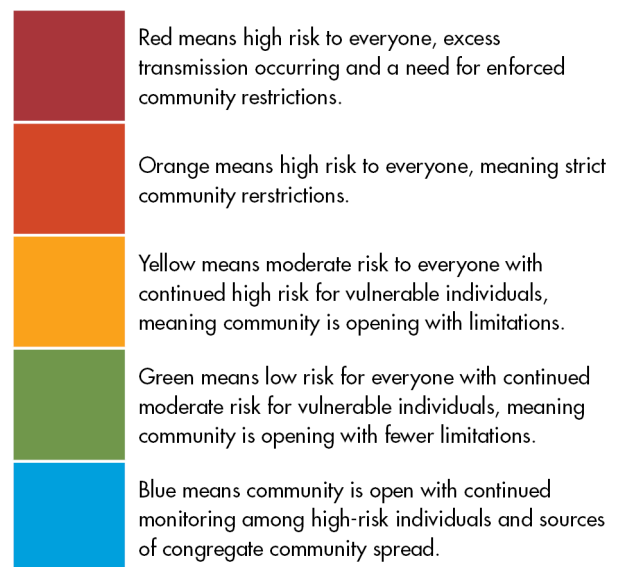 Red means high risk to everyone, excess
transmission occurring and a need for enforced
community restrictions.
Orange means high risk to everyone, meaning strict
community rerstrictions.
Yellow means moderate risk to everyone with
continued high risk for vulnerable individuals,
meaning community is opening with limitations.
Green means low risk for everyone with continued
moderate risk for vulnerable individuals, meaning
community is opening with fewer limitations.
Blue means community is open with continued
monitoring among high-risk individuals and sources
of congregate community spread.